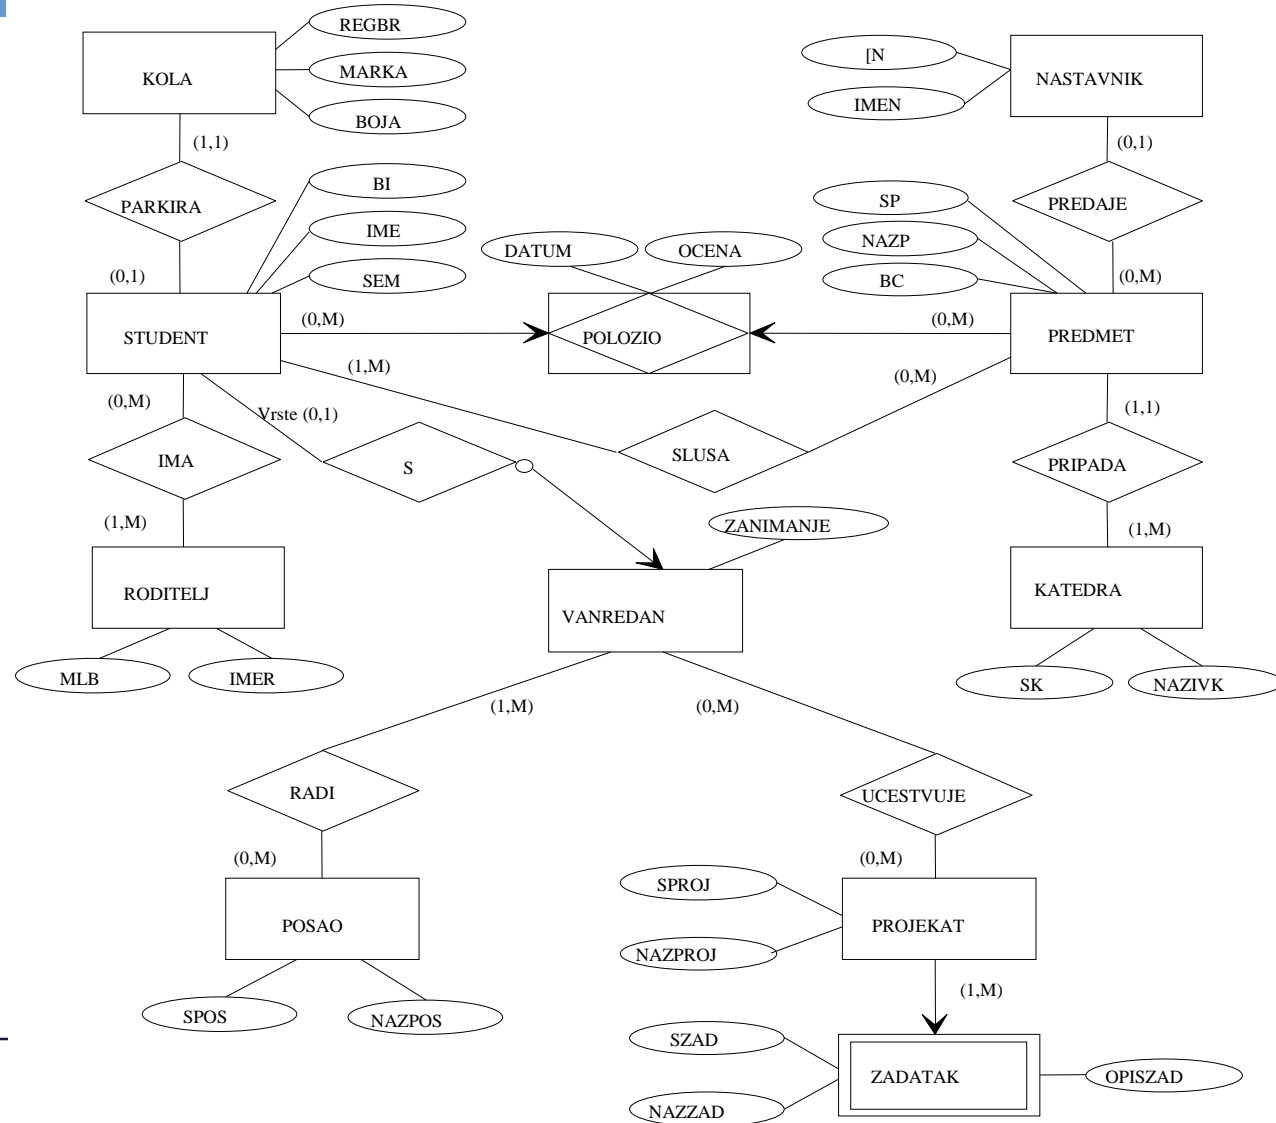 REGBR
KOLA
MARKA
BOJA
(1,1)
PARKIRA
(0,1)
BI
IME
SEM
[N
IMEN
NASTAVNIK
(0,1)
PREDAJE
(0,M)
SP
NAZP
BC
DATUM
OCENA
STUDENT
(0,M)
POLOZIO
(0,M)
PREDMET
(1,M)
(0,M)
(0,M)
Vrste (0,1)
IMA
S
SLUSA
(1,1)
PRIPADA
(1,M)
(1,M)
ZANIMANJE
RODITELJ
VANREDAN
KATEDRA
MLB
IMER
SK
NAZIVK
(1,M)
(0,M)
RADI
UCESTVUJE
(0,M)
(0,M)
POSAO
SPROJ
NAZPROJ
PROJEKAT
SPOS
NAZPOS
(1,M)
SZAD
ZADATAK
OPISZAD
NAZZAD